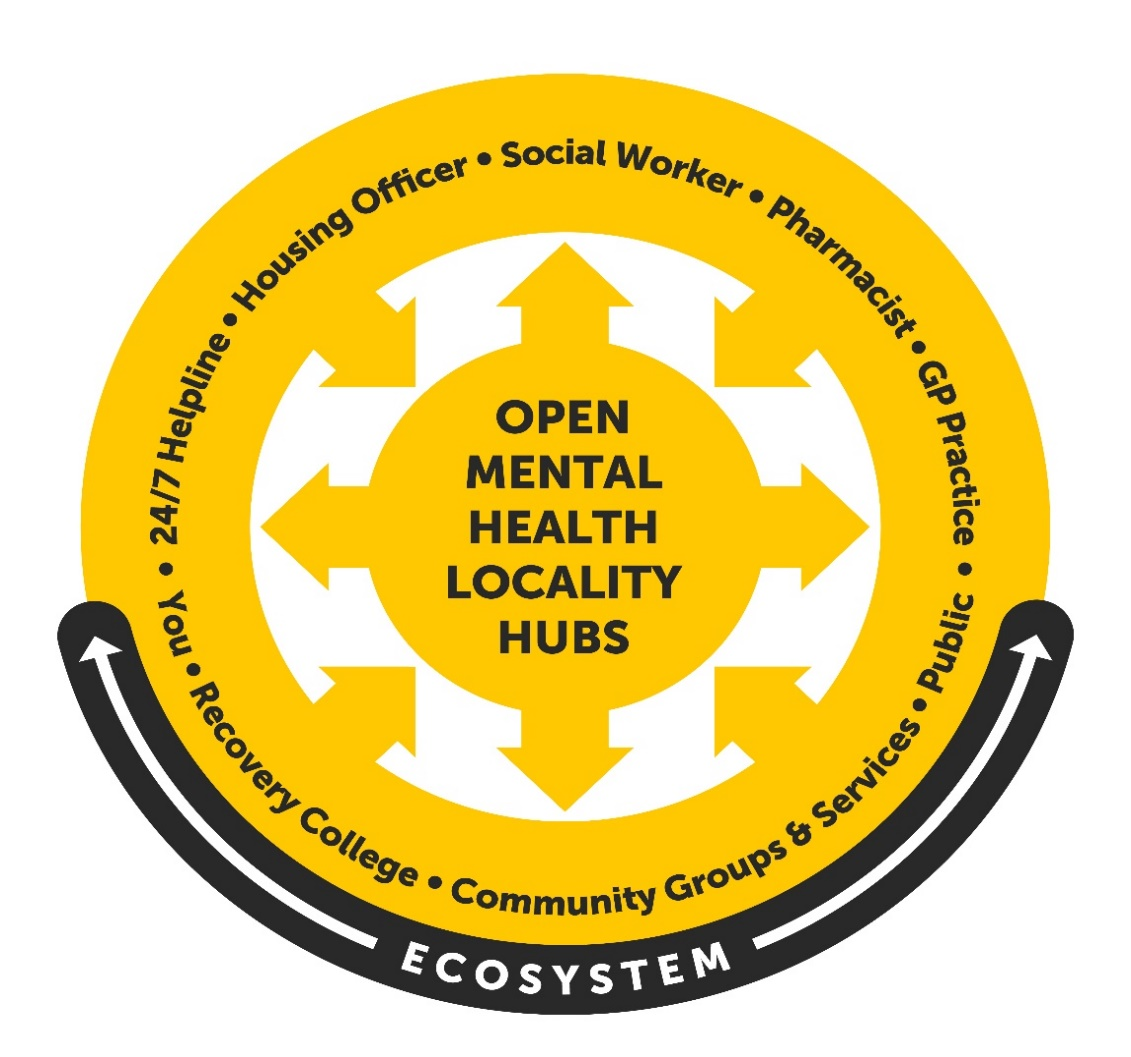 24/7 Helpline • Housing Officer • Social Worker • Pharmacist • GP Practice •
You • Recovery College • Community Groups & Services • Public •
OPEN
MENTAL
HEALTH
LOCALITY
HUBS
ECOSYSTEM